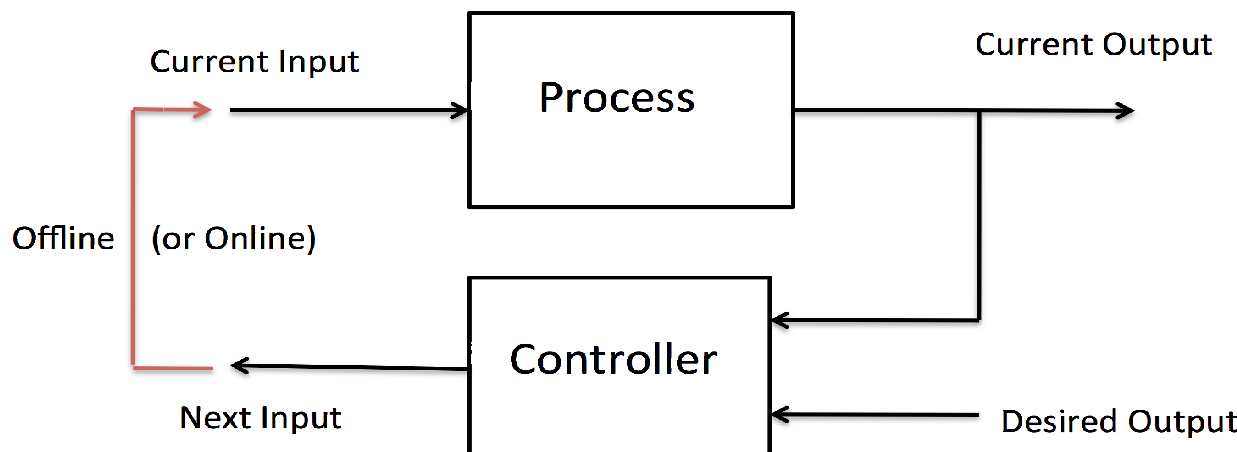 Current Input
Process
Current Output
Offline
(or Online)
Controller
Next Input
Desired Output